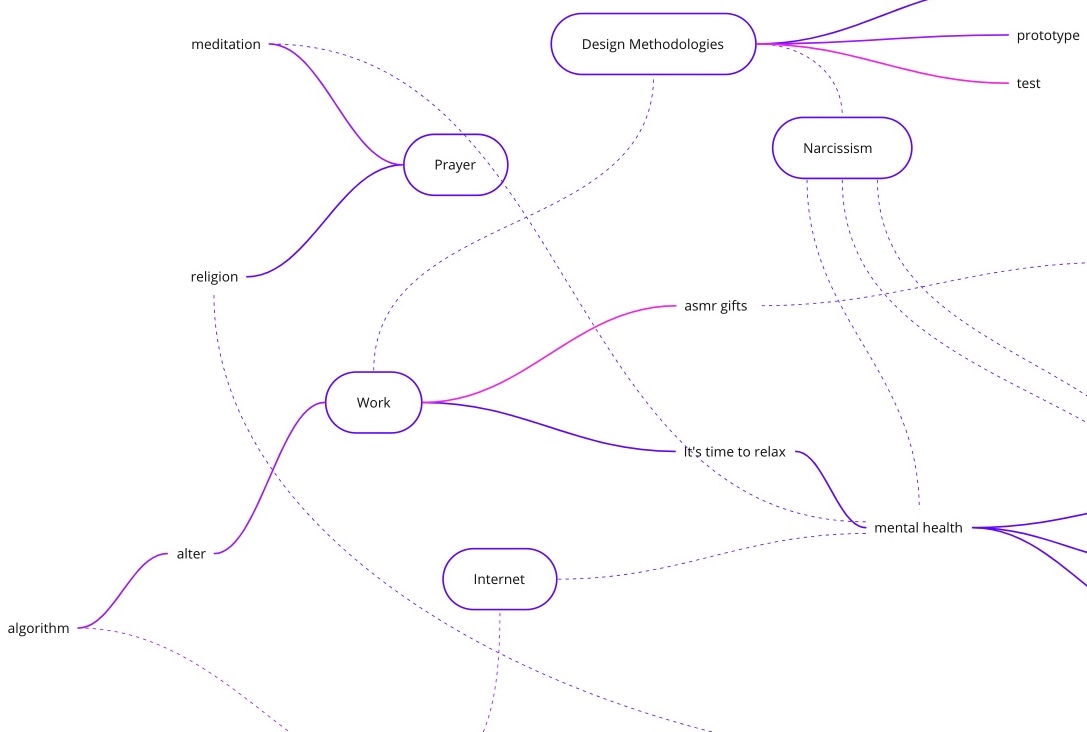 prototype
meditation
Design Methodologies
test
Narcissism
Prayer
religion
asmr gifts
Work
It's time to relax
mental health
alter
Internet
algorithm